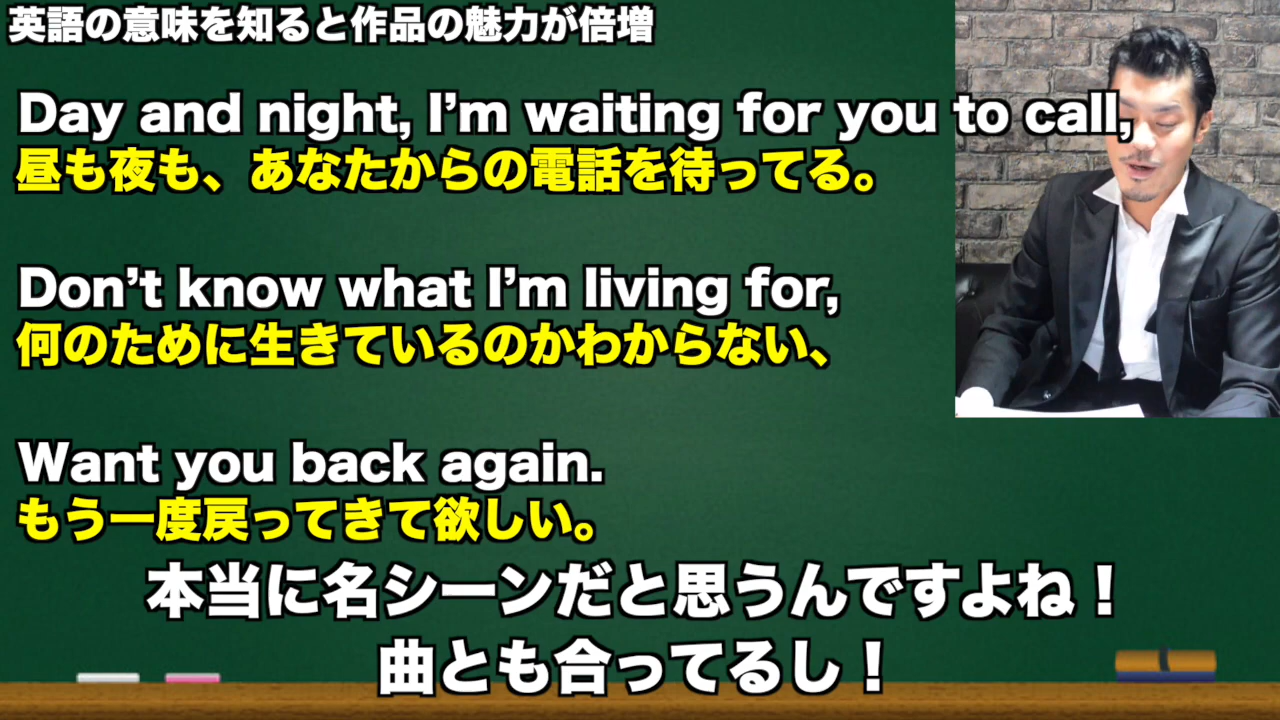 英語の意味を知ると作品の魅力が倍増
Day and night, I'm waiting for you to call,
昼も夜も、あなたからの電話を待ってる。
Don't know what I'm living for,
何のために生きているのかわからない、
Want you back again.
もう一度戻ってきて欲しい。
本当に名シーンだと思うんですよね！
曲とも合ってるし！